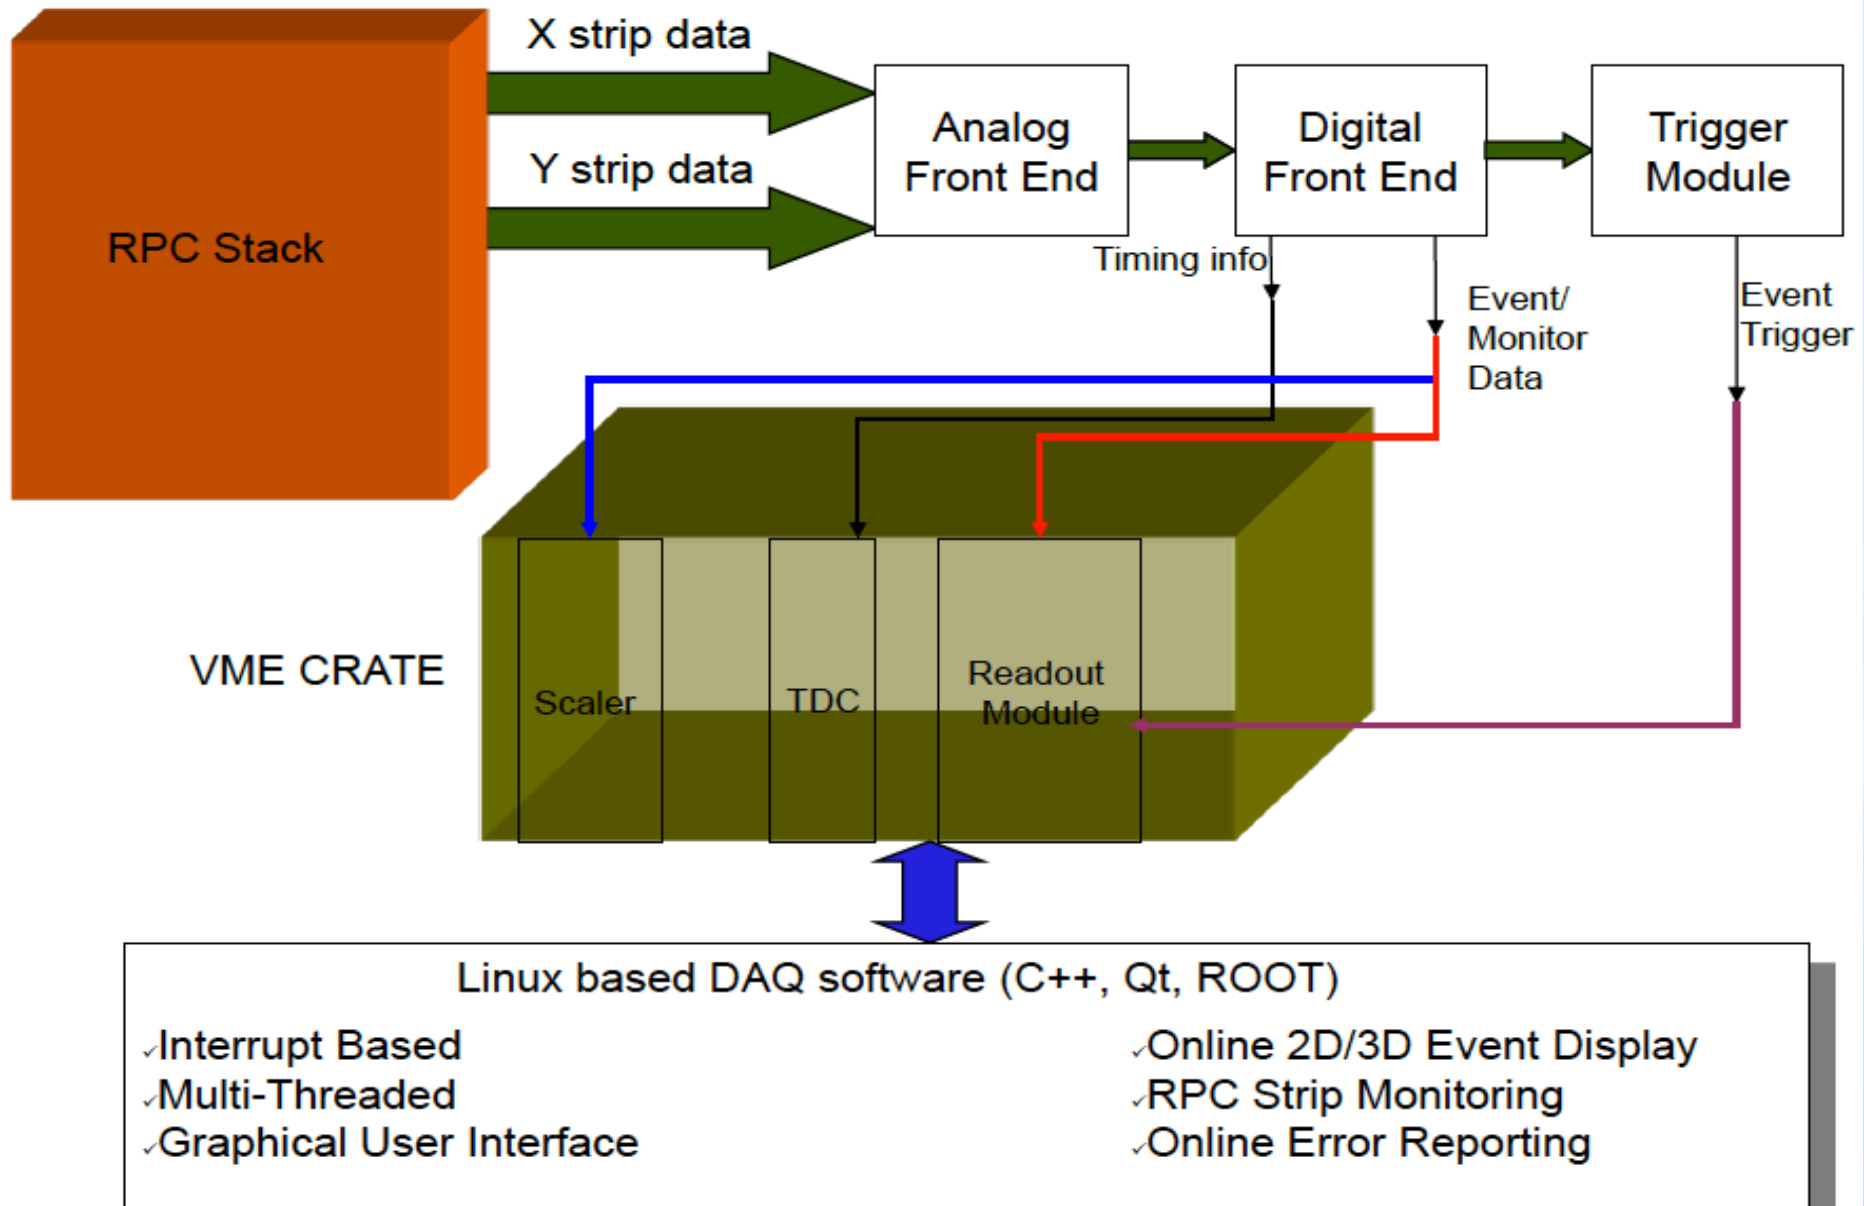 X strip data
Y strip data
RPC Stack
Analog
Front End
Digital
Front End
Trigger
Module
Timing info
Event/
Monitor
Data
Event
Trigger
VME CRATE
Scaler
TDC
Readout
Module
Linux based DAQ software (C++, Qt, ROOT)
✓Interrupt Based
✓Multi-Threaded
✓Graphical User Interface
✓Online 2D/3D Event Display
✓RPC Strip Monitoring
✓Online Error Reporting